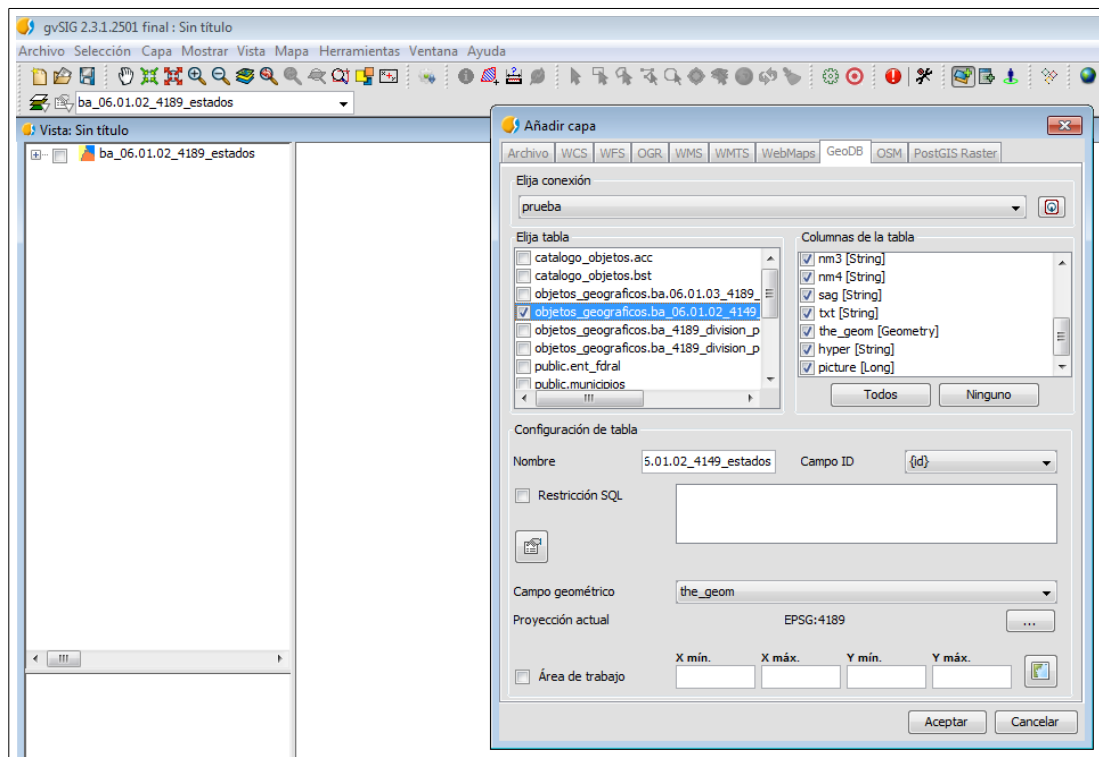 gvSIG 2.3.1.2501 final : Sin título
Archivo Selección Capa Mostrar Vista Mapa Herramientas Ventana Ayuda
ba_06.01.02_4189_estados
Vista: Sin título
ba_06.01.02_4189_estados
Añadir capa
Archivo WCS WFS OGR WMS WMTS WebMaps GeoDB OSM PostGIS Raster
Elija conexión
prueba
Elija tabla
catalogo_objetos.acc
catalogo_objetos.bst
objetos_geograficos.ba.06.01.03_4189_
objetos_geograficos.ba_06.01.02_4149_
objetos_geograficos.ba_4189_division_p
objetos_geograficos.ba_4189_division_p
public.ent_fdral
public.municipios
Columnas de la tabla
nm3 [String]
nm4 [String]
sag [String]
txt [String]
the_geom [Geometry]
hyper [String]
picture [Long]
Todos Ninguno
Configuración de tabla
Nombre 5.01.02_4149_estados Campo ID {id}
Restricción SQL
Campo geométrico the_geom
Proyección actual EPSG:4189 ...
X mín. X máx. Y mín. Y máx.
Área de trabajo
Aceptar Cancelar